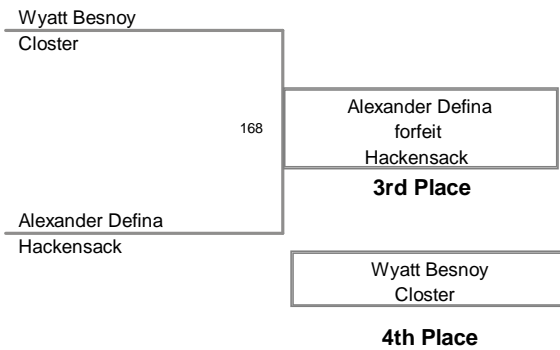 Wyatt Besnoy
Closter
168
Alexander Defina
forfeit
Hackensack
3rd Place
Alexander Defina
Hackensack
Wyatt Besnoy
Closter
4th Place